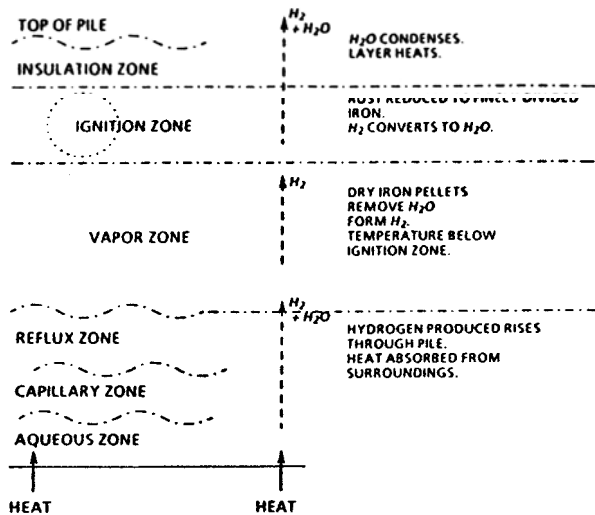 TOP OF PILE
H₂
+ H₂O
H₂O CONDENSES.
LAYER HEATS.
INSULATION ZONE
RUST REDUCED TO FINELY DIVIDED
IRON.
H₂ CONVERTS TO H₂O.
IGNITION ZONE
H₂
DRY IRON PELLETS
REMOVE H₂O
FORM H₂.
TEMPERATURE BELOW
IGNITION ZONE.
VAPOR ZONE
H₂
+ H₂O
REFLUX ZONE
HYDROGEN PRODUCED RISES
THROUGH PILE.
HEAT ABSORBED FROM
SURROUNDINGS.
CAPILLARY ZONE
AQUEOUS ZONE
HEAT
HEAT